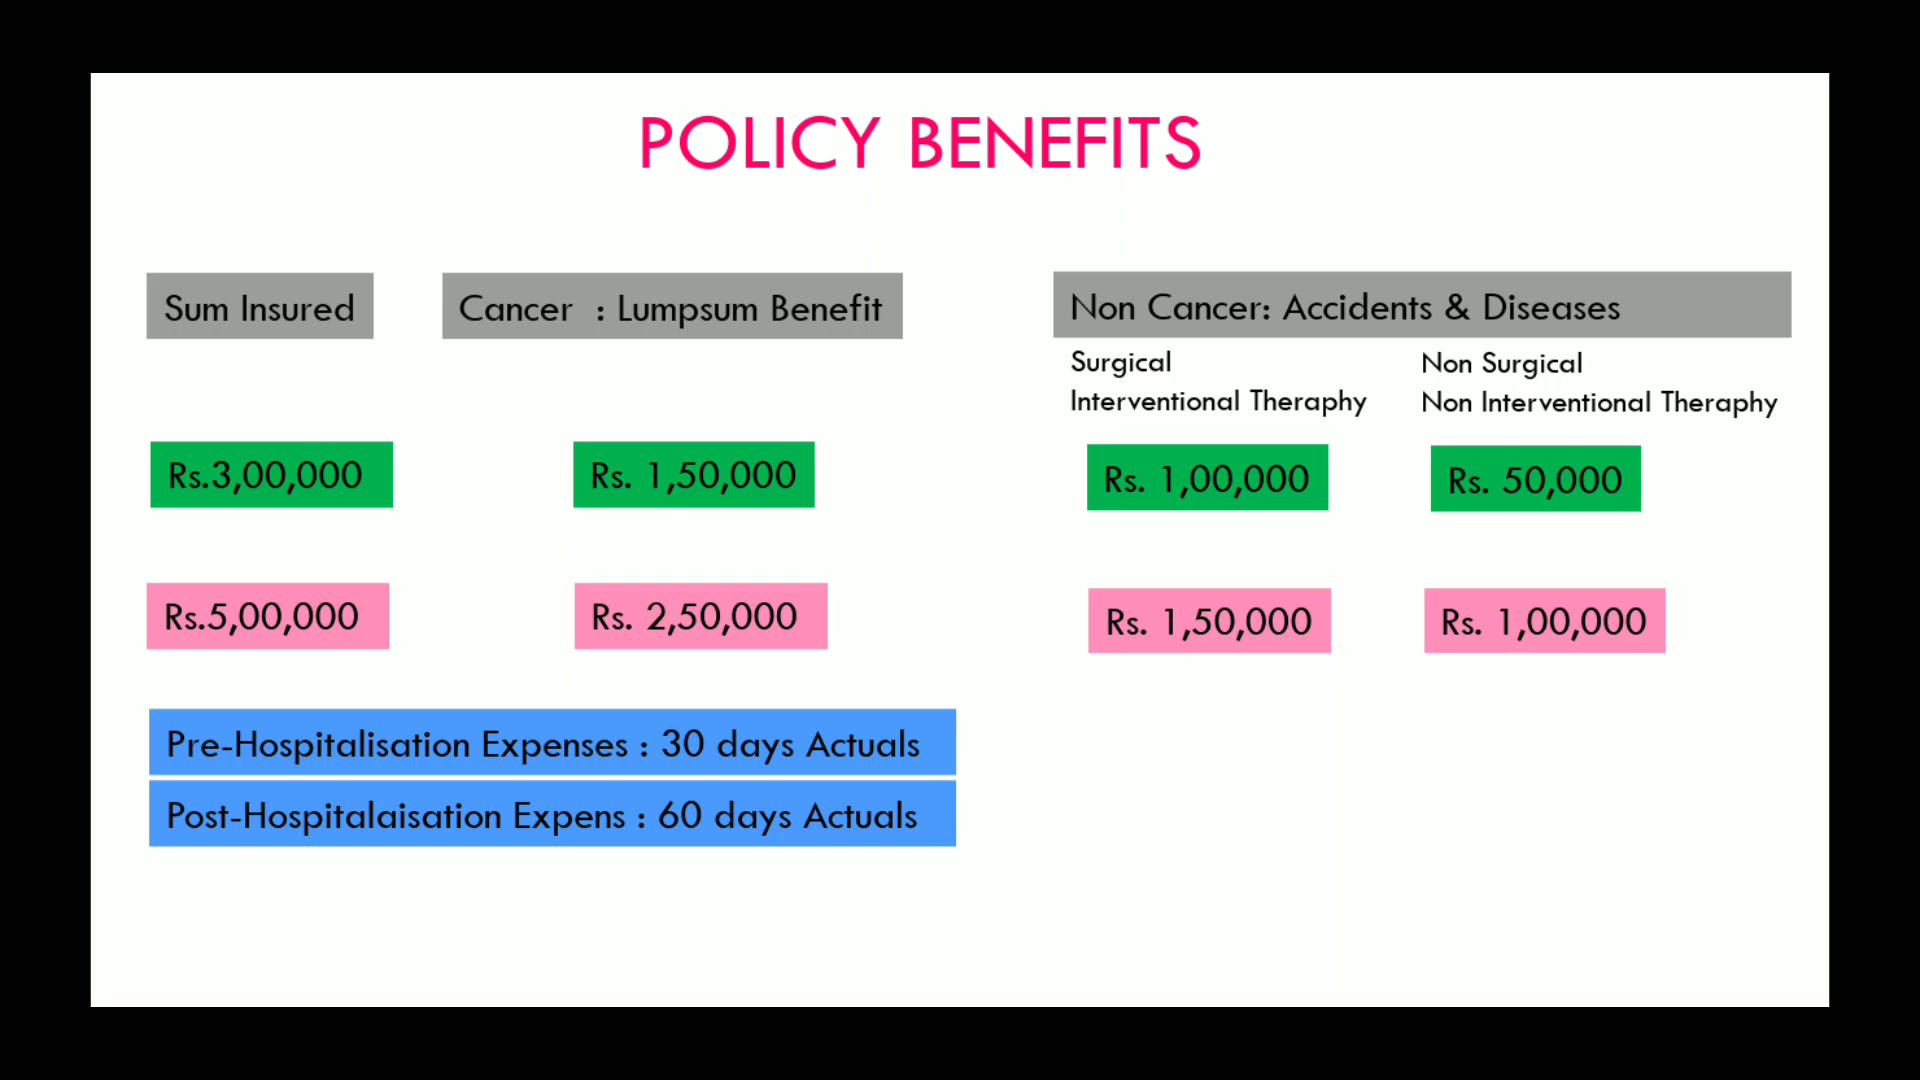 POLICY BENEFITS
Sum Insured
Cancer : Lumpsum Benefit
Non Cancer: Accidents & Diseases
Surgical
Interventional Theraphy
Non Surgical
Non Interventional Theraphy
Rs.3,00,000
Rs. 1,50,000
Rs. 1,00,000
Rs. 50,000
Rs.5,00,000
Rs. 2,50,000
Rs. 1,50,000
Rs. 1,00,000
Pre-Hospitalisation Expenses : 30 days Actuals
Post-Hospitalaisation Expens : 60 days Actuals